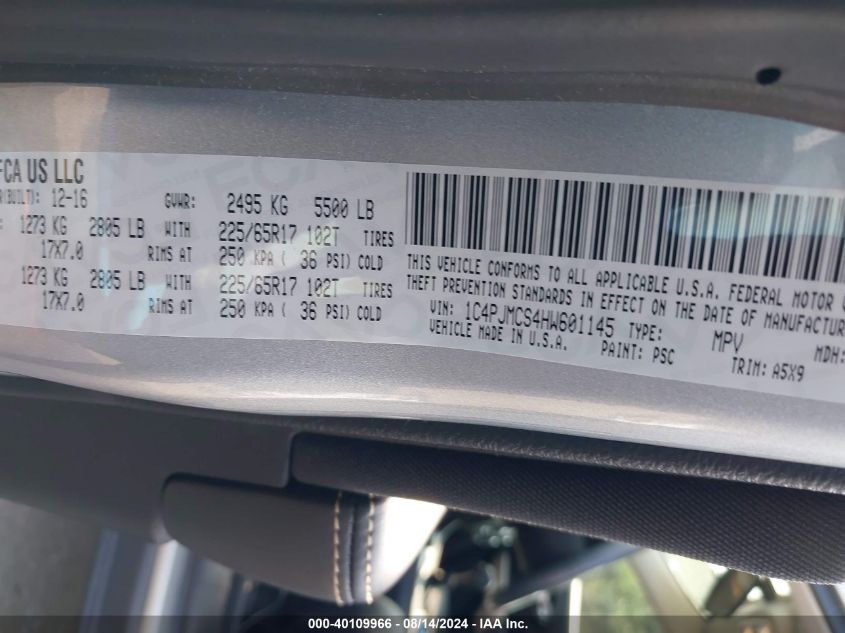 FCA US LLC
(BUILT): 12-16 GVWR: 2495 KG 5500 LB
1273 KG 2805 LB WITH 225/65R17 102T TIRES
17X7.0 RIMS AT 250 KPA ( 36 PSI) COLD
1273 KG 2805 LB WITH 225/65R17 102T TIRES
17X7.0 RIMS AT 250 KPA ( 36 PSI) COLD
THIS VEHICLE CONFORMS TO ALL APPLICABLE U.S.A. FEDERAL MOTOR
THEFT PREVENTION STANDARDS IN EFFECT ON THE DATE OF MANUFACTUR
VIN: 1C4PJMCS4HW601145 TYPE: MPV MDH:
VEHICLE MADE IN U.S.A. PAINT: PSC TRIM: A5X9
000-40109966 - 08/14/2024 - IAA Inc.